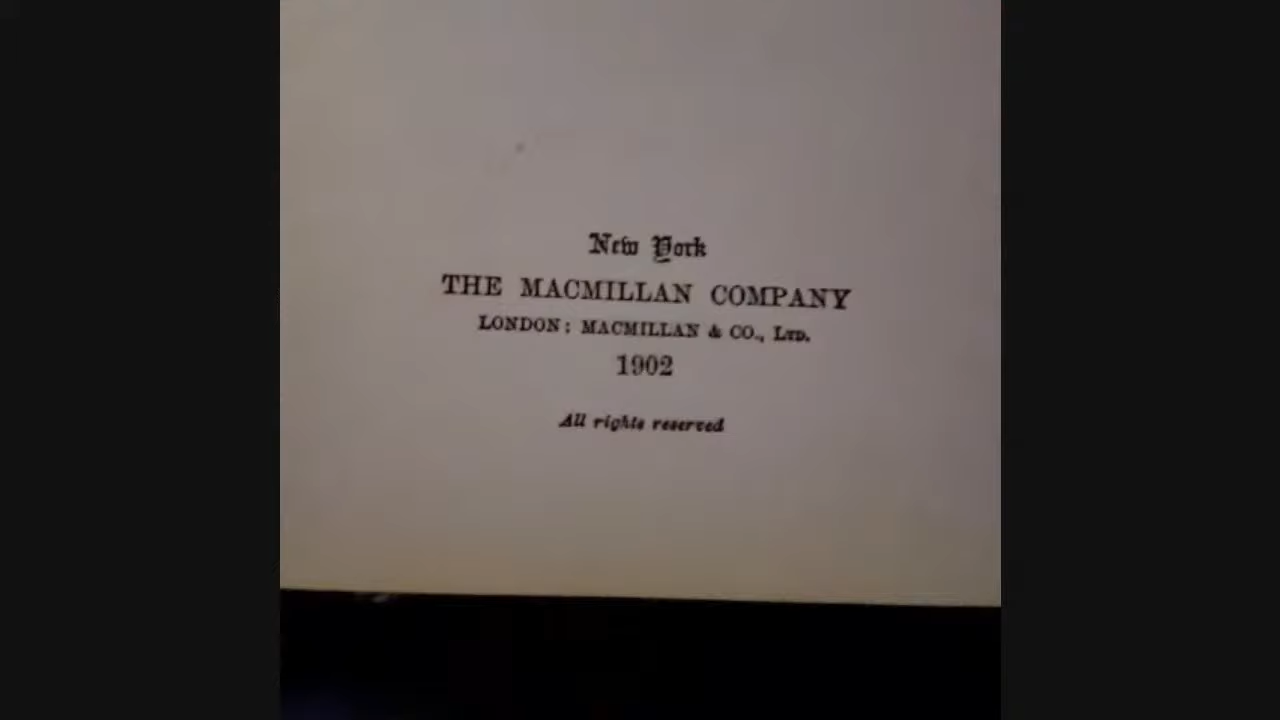 New York
THE MACMILLAN COMPANY
LONDON: MACMILLAN & CO., LTD.
1902
All rights reserved